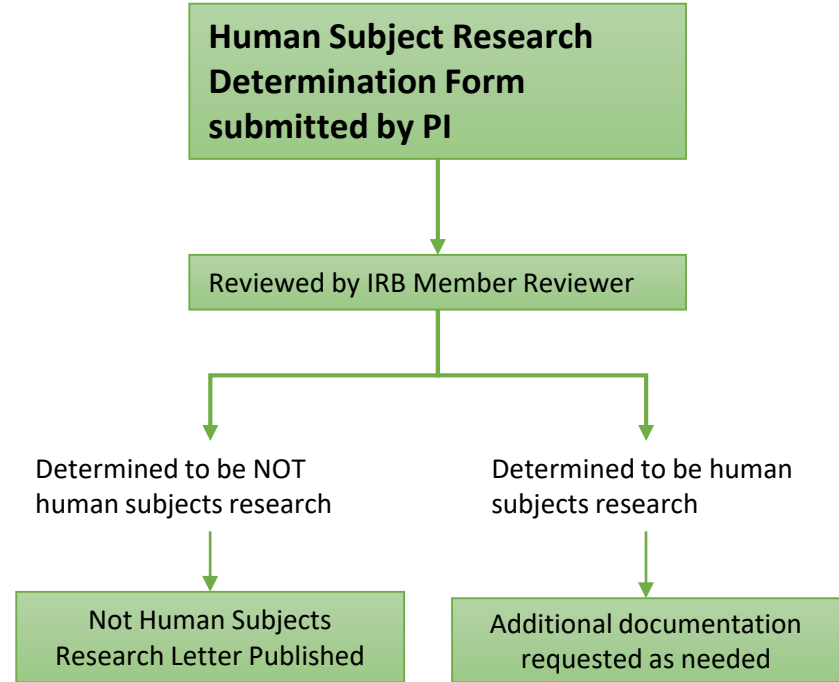 Human Subject Research
Determination Form
submitted by PI
Reviewed by IRB Member Reviewer
Determined to be NOT
human subjects research
Determined to be human
subjects research
Not Human Subjects
Research Letter Published
Additional documentation
requested as needed